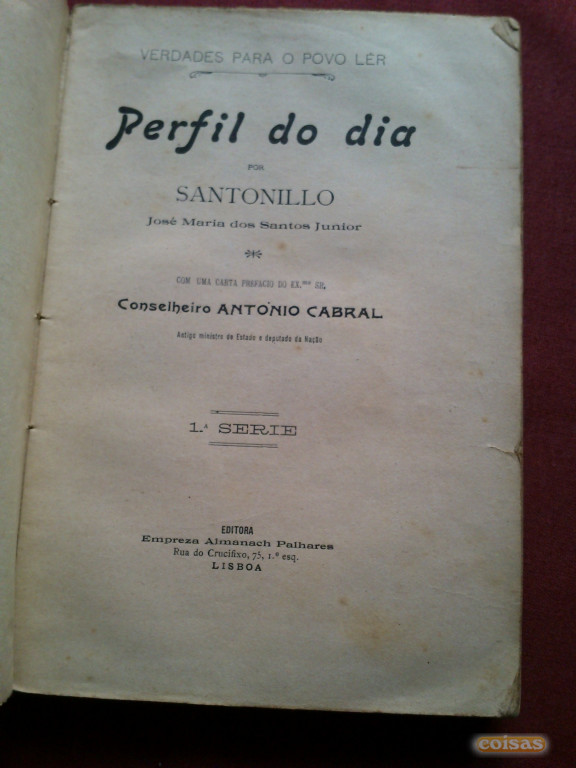 VERDADES PARA O POVO LÊR
Perfil do dia
POR
SANTONILLO
José Maria dos Santos Junior
COM UMA CARTA PREFACIO DO EX.MO SR.
Conselheiro ANTONIO CABRAL
Antigo ministro de Estado e deputado da Nação
1.ª SERIE
EDITORA
Empreza Almanach Palhares
Rua do Crucifixo, 75, 1.º esq.
LISBOA
coisas